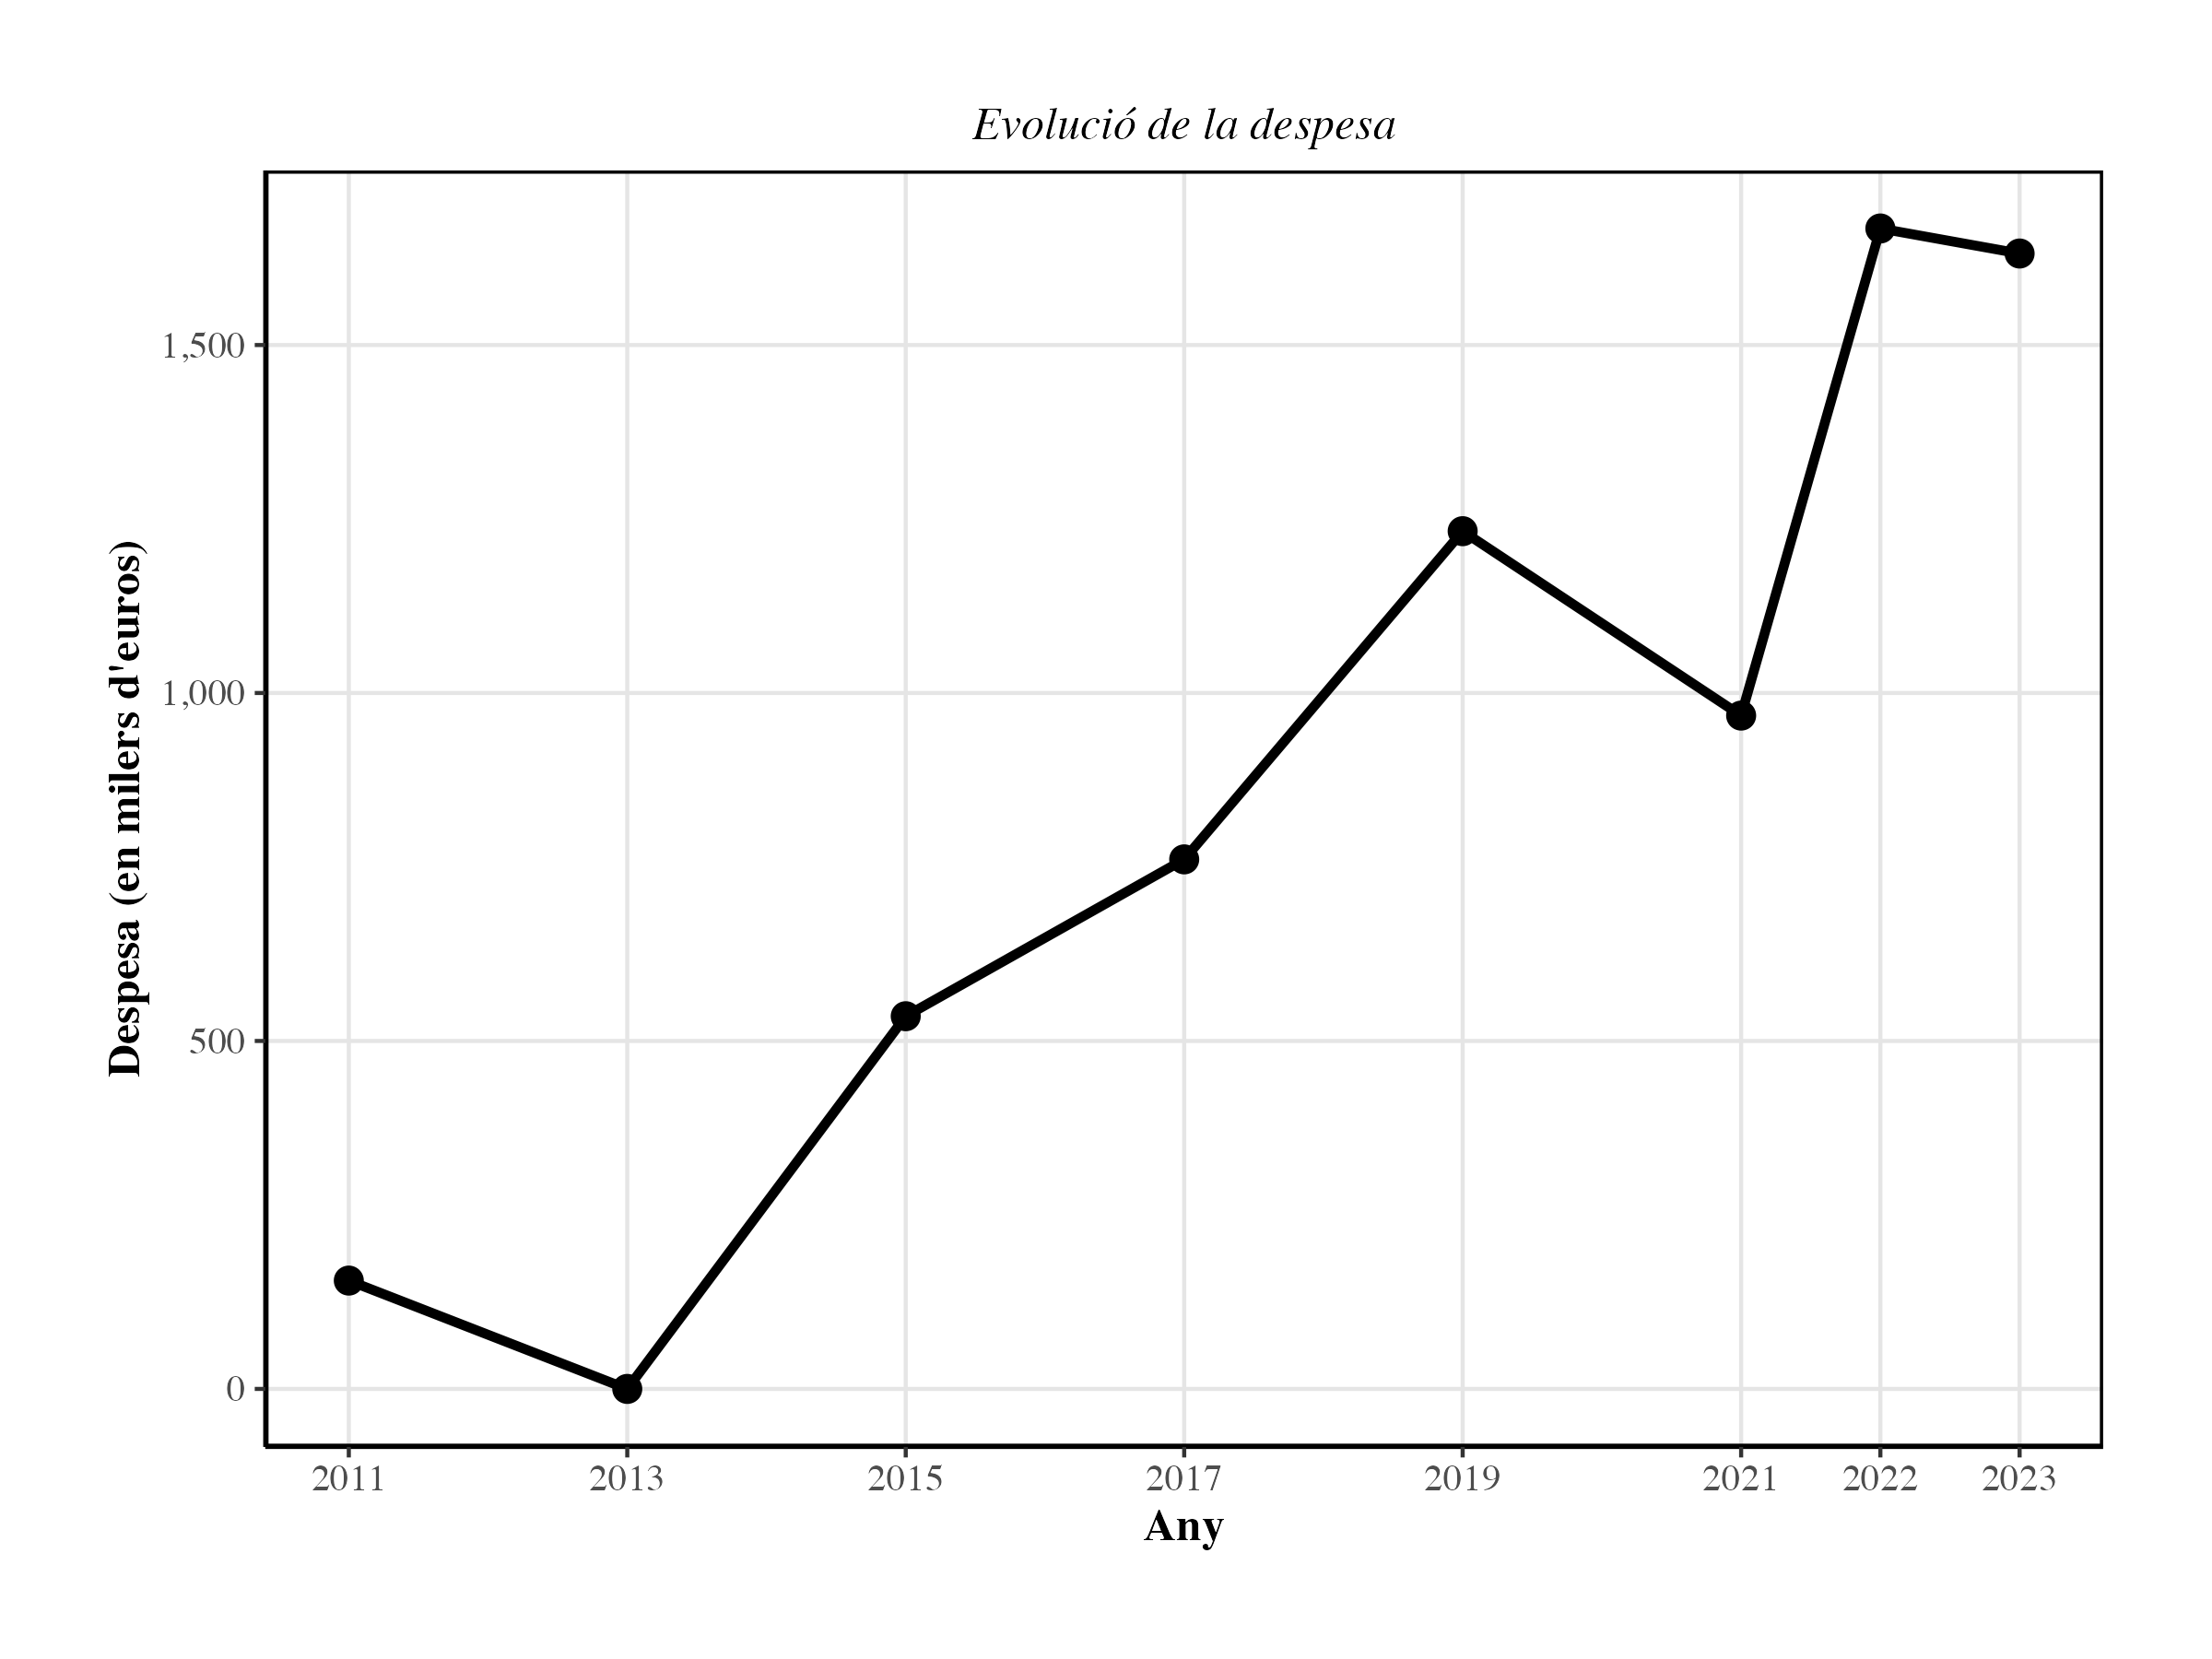 Evolució de la despesa
Despesa (en milers d'euros)
1,500
1,000
500
0
2011 2013 2015 2017 2019 2021 2022 2023
Any